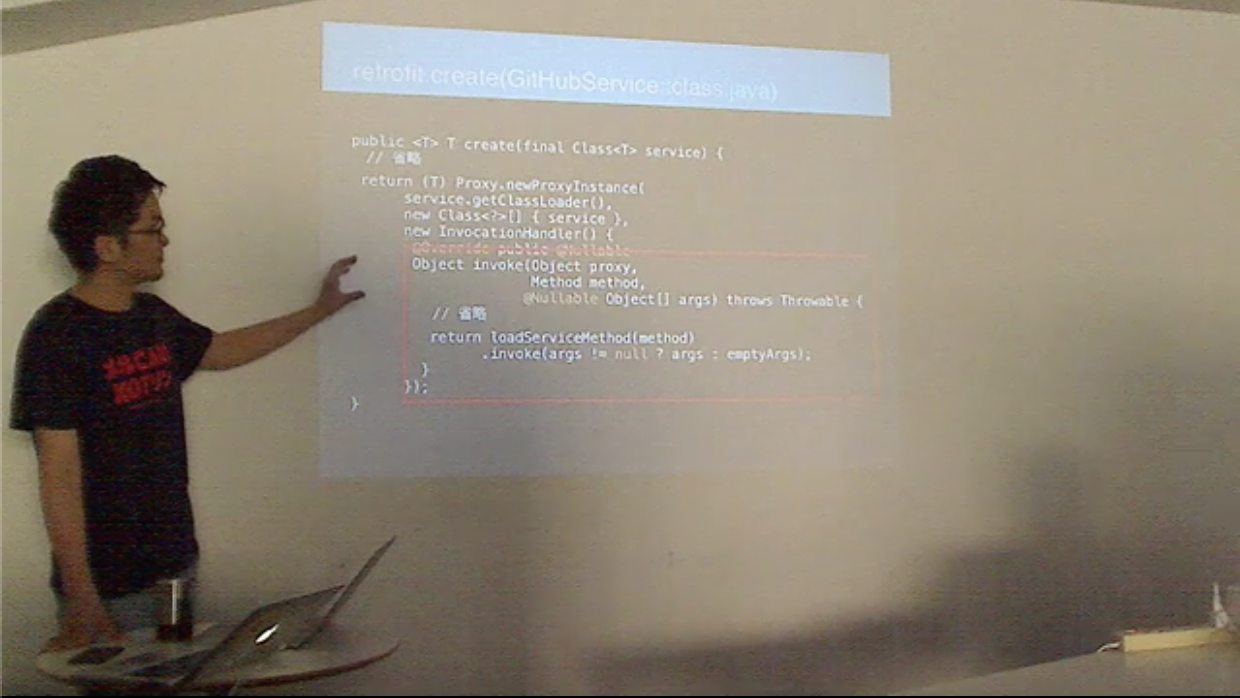 retrofit.create(GitHubService::class.java)
public <T> T create(final Class<T> service) {
// 省略
return (T) Proxy.newProxyInstance(
service.getClassLoader(),
new Class<?>[] { service },
new InvocationHandler() {
@Override public @Nullable
Object invoke(Object proxy,
Method method,
@Nullable Object[] args) throws Throwable {
// 省略
return loadServiceMethod(method)
.invoke(args != null ? args : emptyArgs);
}
});
}